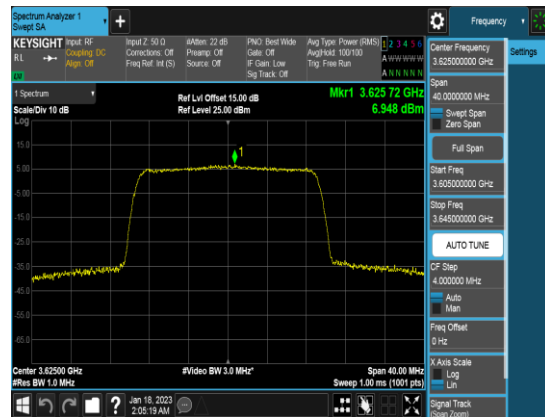 Spectrum Analyzer 1
Swept SA
+
Frequency
KEYSIGHT
RL
LV
Input: RF
Coupling: DC
Align: Off
Input Z: 50 Ω
Corrections: Off
Freq Ref: Int (S)
#Atten: 22 dB
Preamp: Off
Source: Off
PNO: Best Wide
Gate: Off
IF Gain: Low
Sig Track: Off
Avg Type: Power (RMS)
Avg|Hold: 100/100
Trig: Free Run
1 2 3 4 5 6
A W W W W W
A N N N N N
Center Frequency
3.625000000 GHz
Settings
Span
40.0000000 MHz
Swept Span
Zero Span
Full Span
Start Freq
3.605000000 GHz
Stop Freq
3.645000000 GHz
AUTO TUNE
CF Step
4.000000 MHz
Auto
Man
Freq Offset
0 Hz
X Axis Scale
Log
Lin
Signal Track
(Span Zoom)
1 Spectrum
Scale/Div 10 dB
Ref Lvl Offset 15.00 dB
Ref Level 25.00 dBm
Mkr1 3.625 72 GHz
6.948 dBm
Log
15.0
5.00
-5.00
-15.0
-25.0
-35.0
-45.0
-55.0
-65.0
1
Center 3.62500 GHz
#Res BW 1.0 MHz
#Video BW 3.0 MHz*
Span 40.00 MHz
Sweep 1.00 ms (1001 pts)
?
Jan 18, 2023
2:05:19 AM